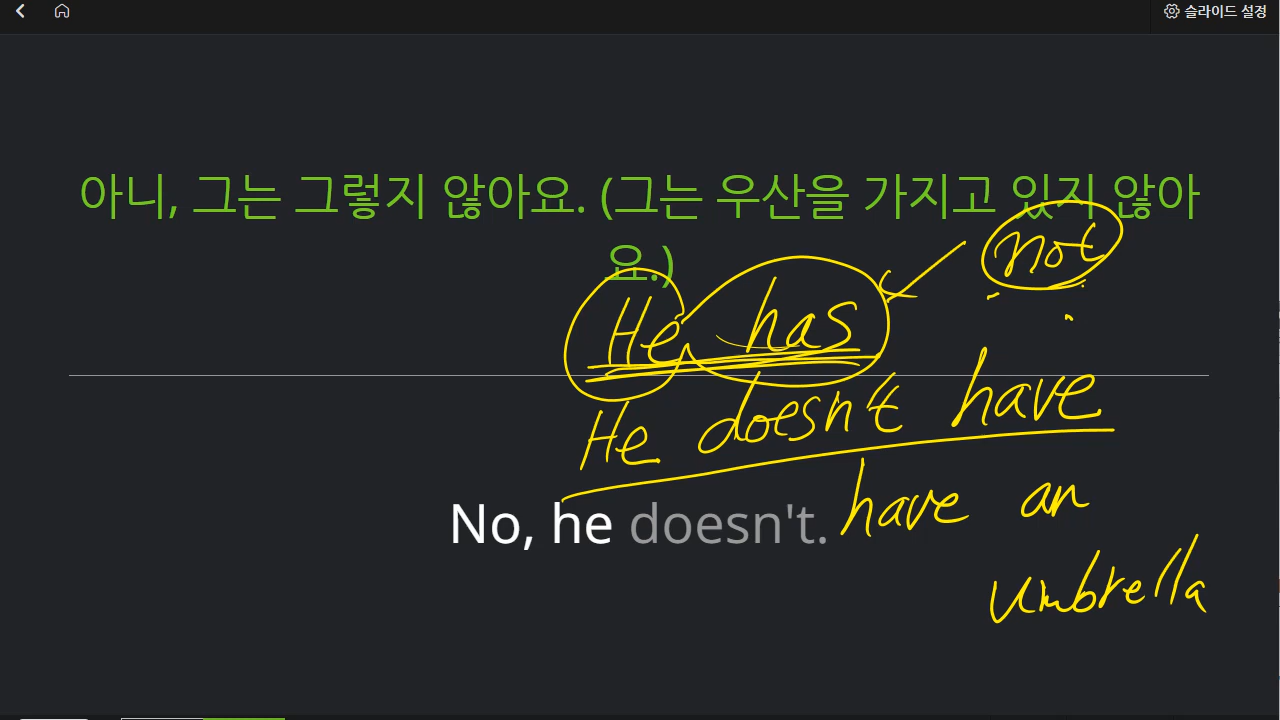 슬라이드 설정
아니, 그는 그렇지 않아요. (그는 우산을 가지고 있지 않아
요.)
not
He has
He doesn't have
No, he doesn't. have an
umbrella